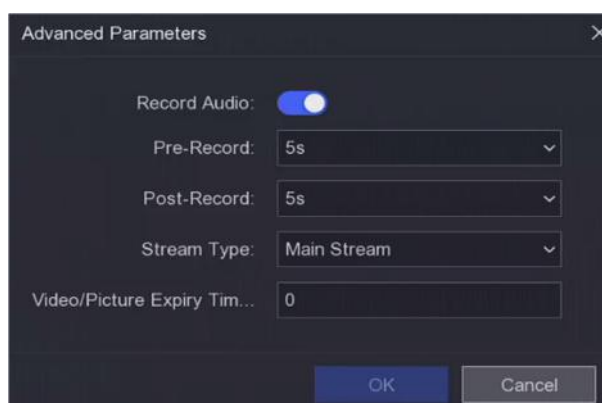 Advanced Parameters
Record Audio:
Pre-Record: 5s
Post-Record: 5s
Stream Type: Main Stream
Video/Picture Expiry Tim... 0
OK Cancel